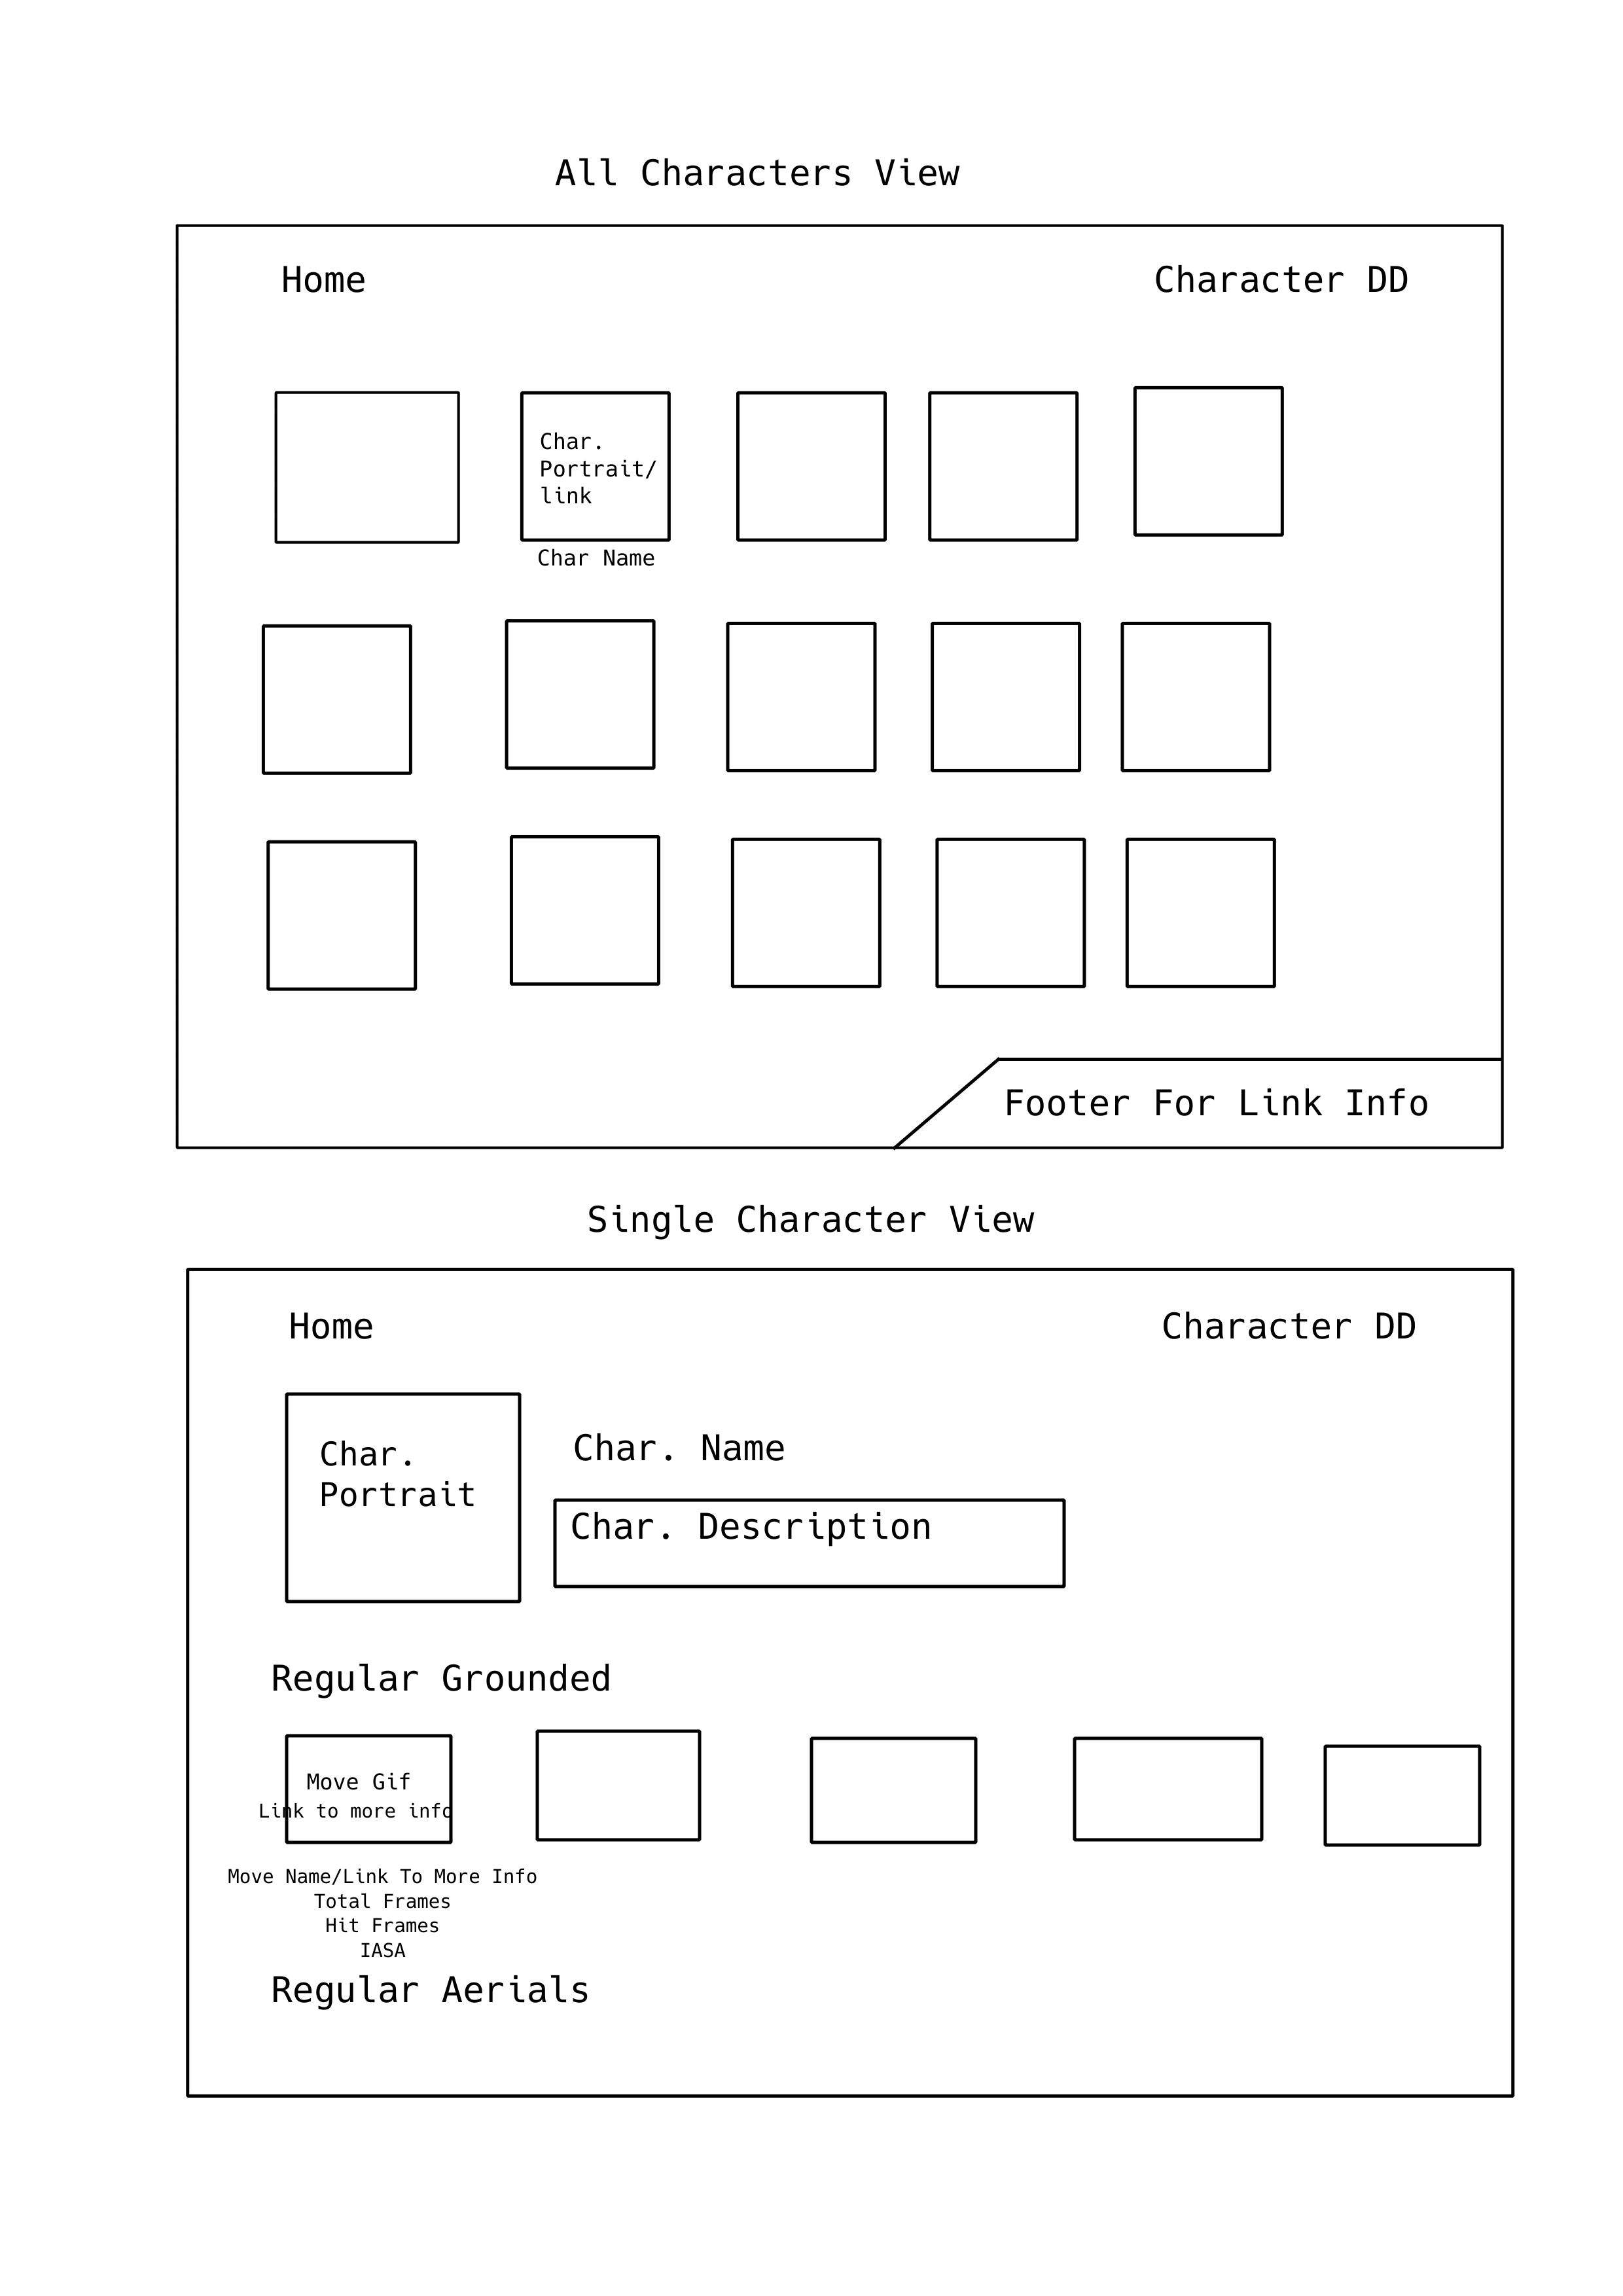 All Characters View
Home
Character DD
Char.
Portrait/
link
Char Name
Footer For Link Info
Single Character View
Home
Character DD
Char.
Portrait
Char. Name
Char. Description
Regular Grounded
Move Gif
Link to more info
Move Name/Link To More Info
Total Frames
Hit Frames
IASA
Regular Aerials